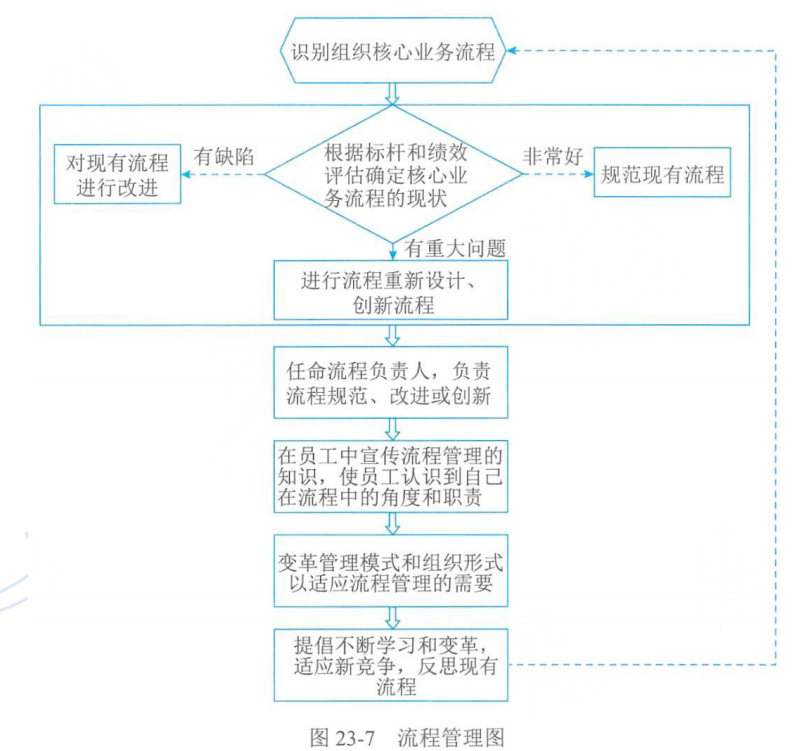 识别组织核心业务流程
根据标杆和绩效
评估确定核心业
务流程的现状
有缺陷
对现有流程
进行改进
非常好
规范现有流程
有重大问题
进行流程重新设计、
创新流程
任命流程负责人，负责
流程规范、改进或创新
在员工中宣传流程管理的
知识，使员工认识到自己
在流程中的角度和职责
变革管理模式和组织形式
以适应流程管理的需要
提倡不断学习和变革，
适应新竞争，反思现有
流程
图 23-7 流程管理图